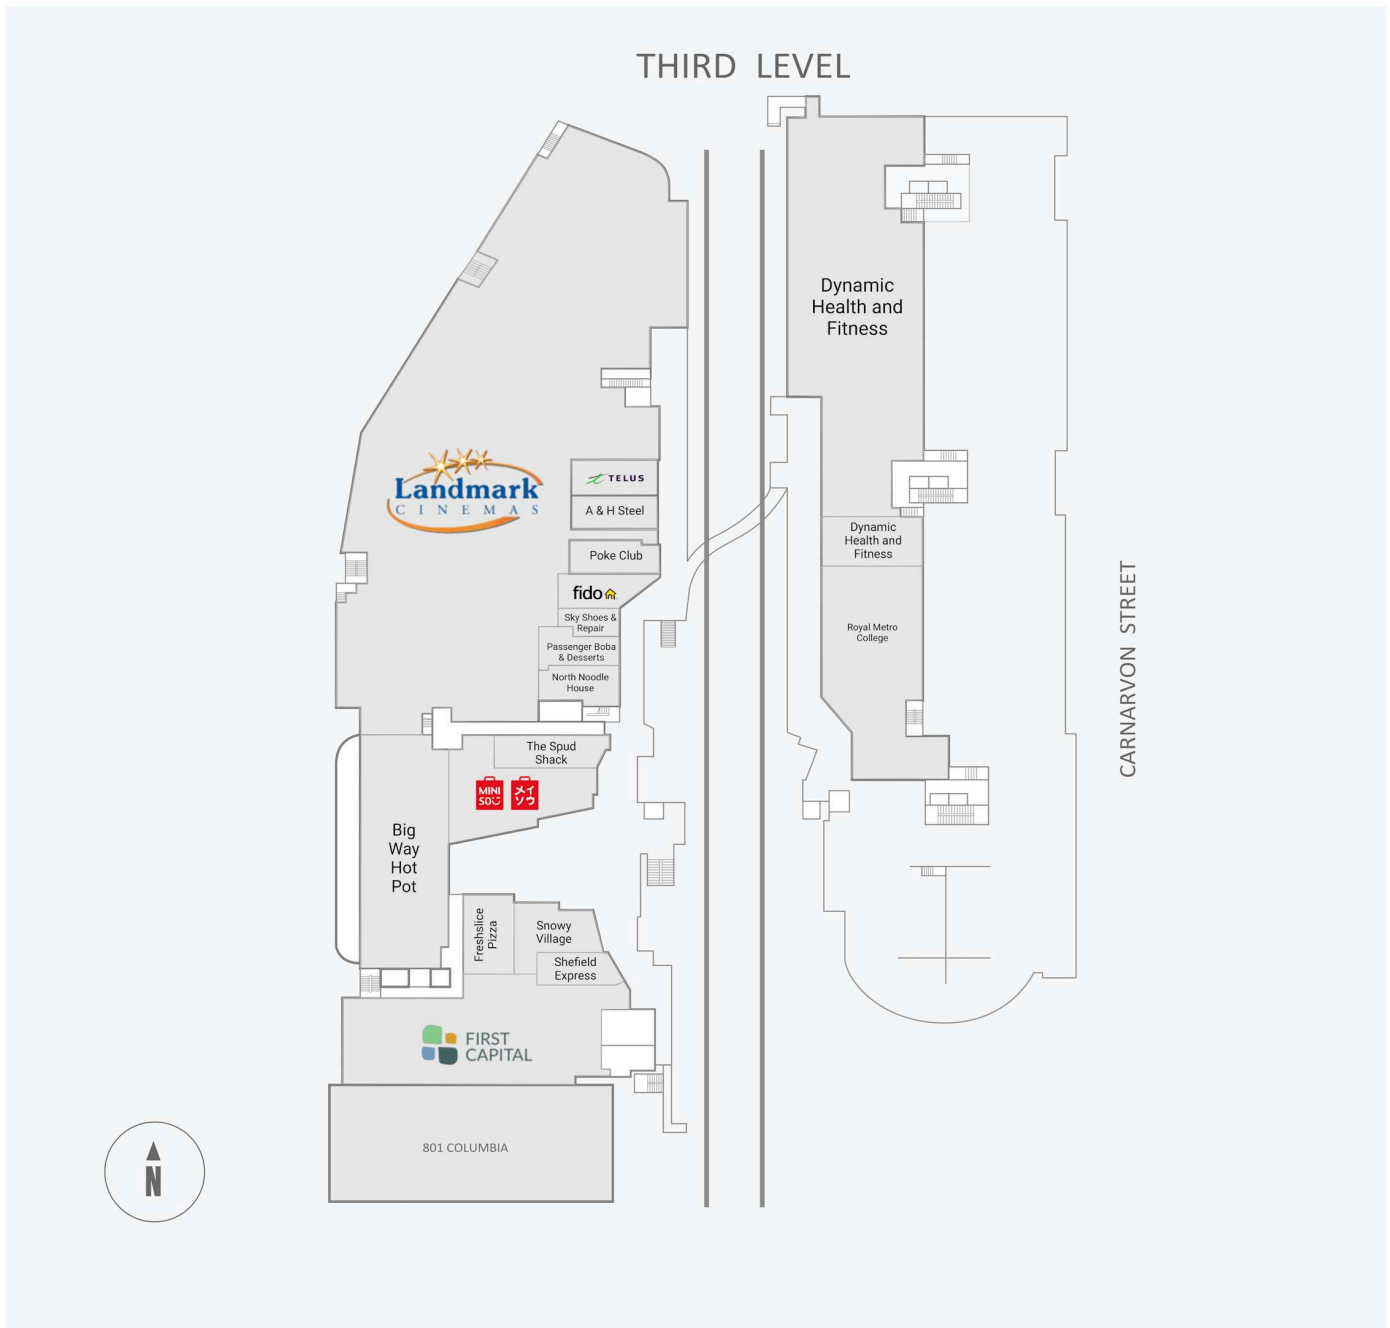 THIRD LEVEL
Dynamic
Health and
Fitness
Landmark
CINEMAS
TELUS
A & H Steel
Poke Club
fido
Sky Shoes &
Repair
Passenger Boba
& Desserts
North Noodle
House
Dynamic
Health and
Fitness
Royal Metro
College
CARNARVON STREET
The Spud
Shack
MINI
SO
メイ
ソウ
Big
Way
Hot
Pot
Freshslice
Pizza
Snowy
Village
Shefield
Express
FIRST
CAPITAL
801 COLUMBIA
N